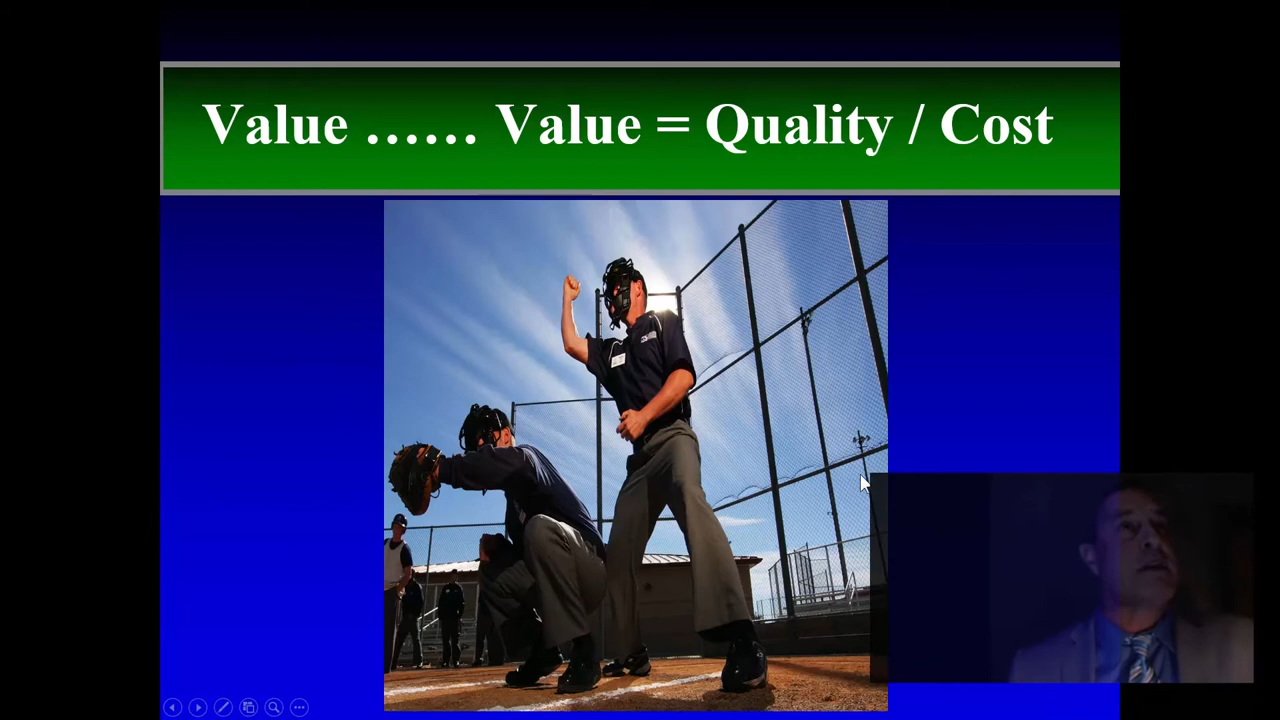 Value …… Value = Quality / Cost